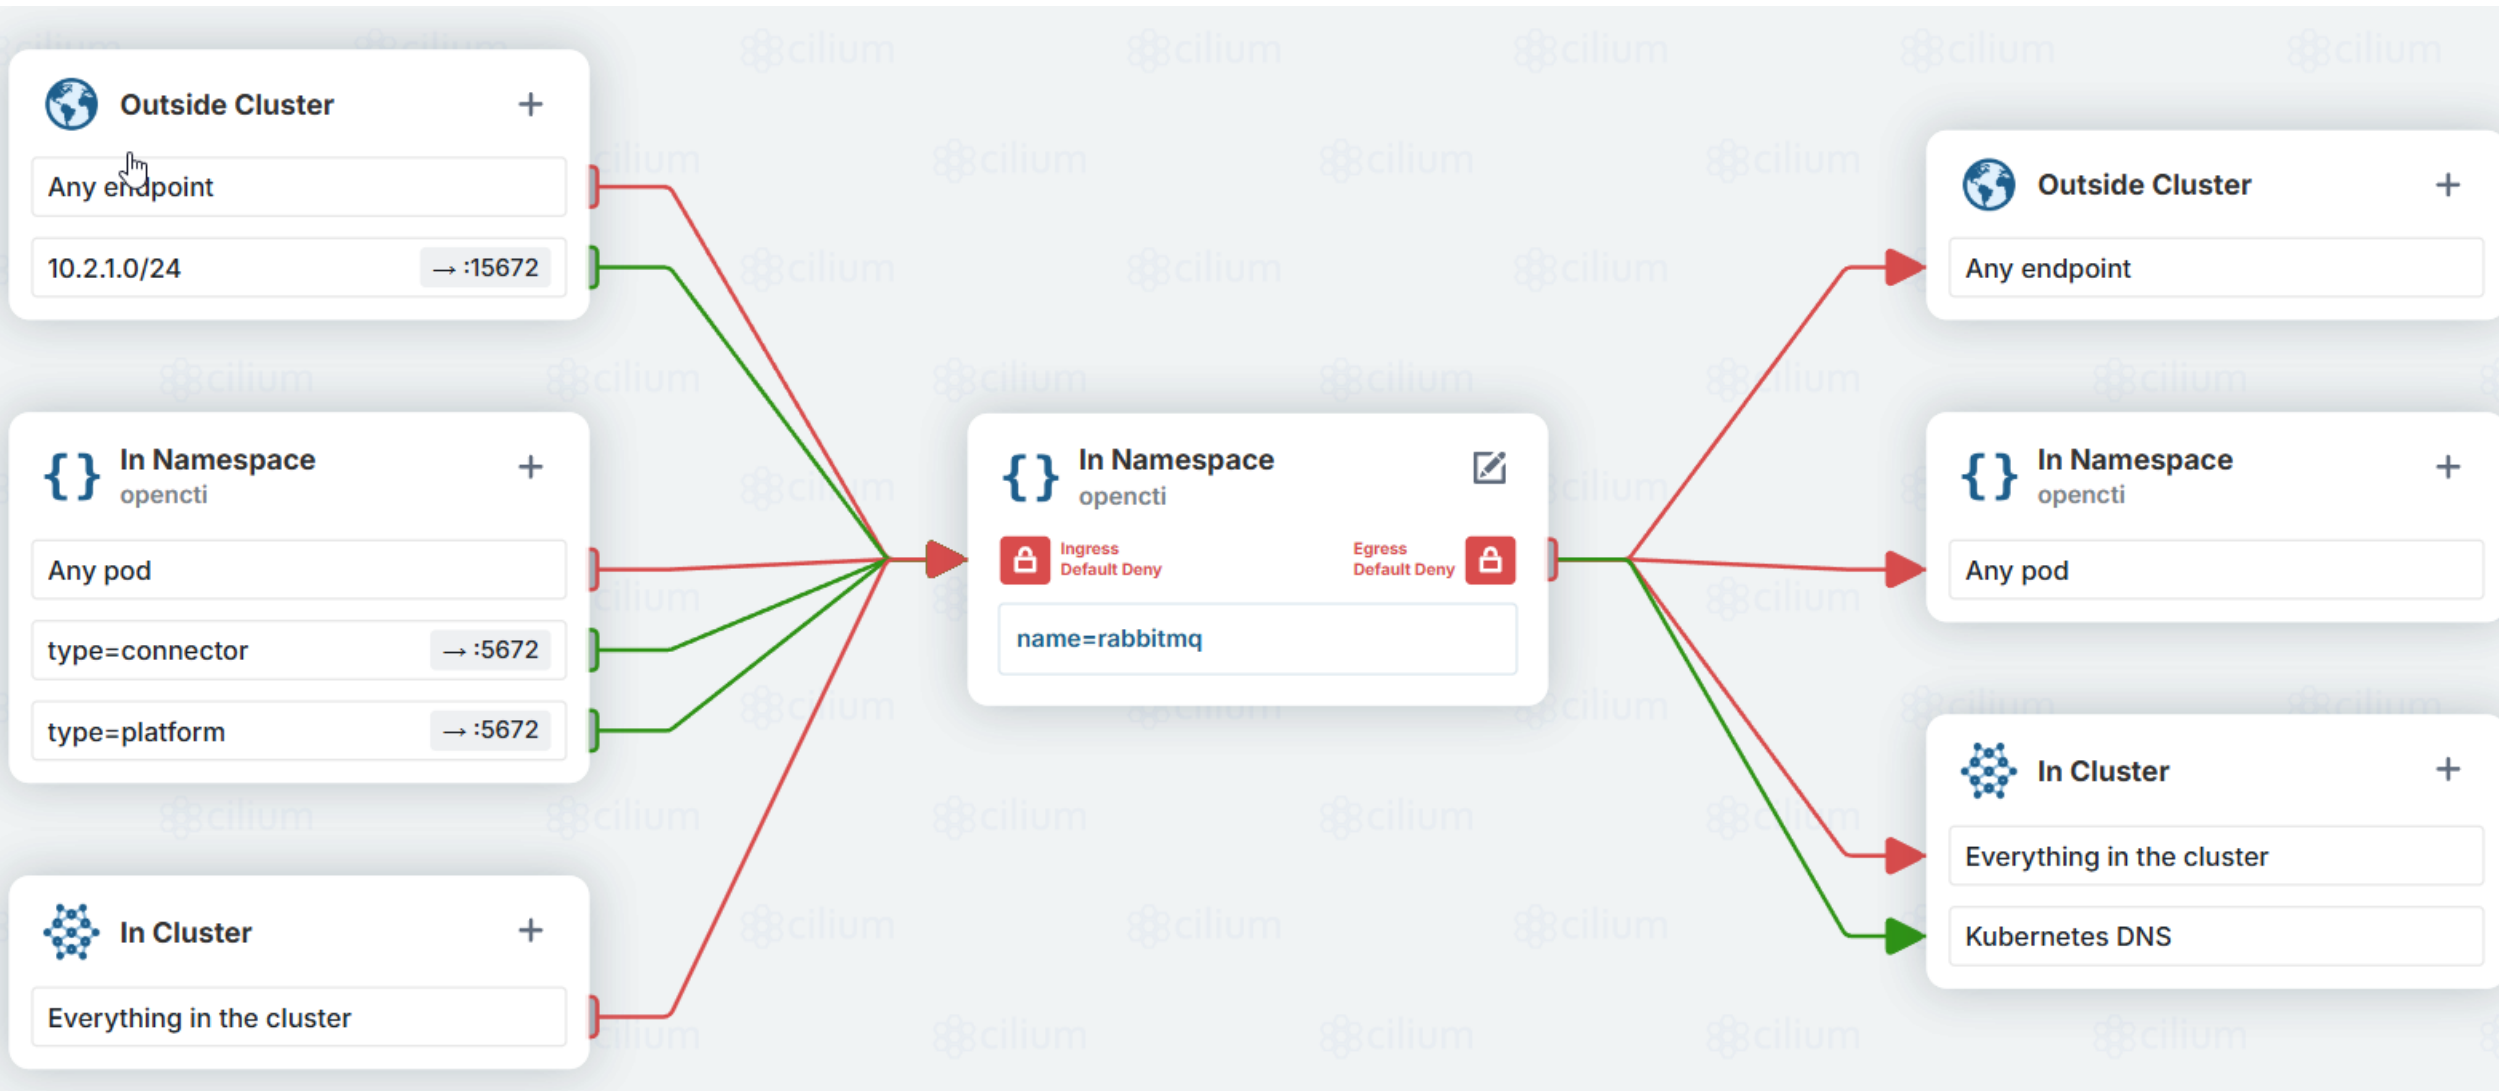 Outside Cluster
Any endpoint
10.2.1.0/24 → :15672
In Namespace
opencti
Any pod
type=connector → :5672
type=platform → :5672
In Cluster
Everything in the cluster
In Namespace
opencti
Ingress
Default Deny
Egress
Default Deny
name=rabbitmq
Outside Cluster
Any endpoint
In Namespace
opencti
Any pod
In Cluster
Everything in the cluster
Kubernetes DNS
cilium